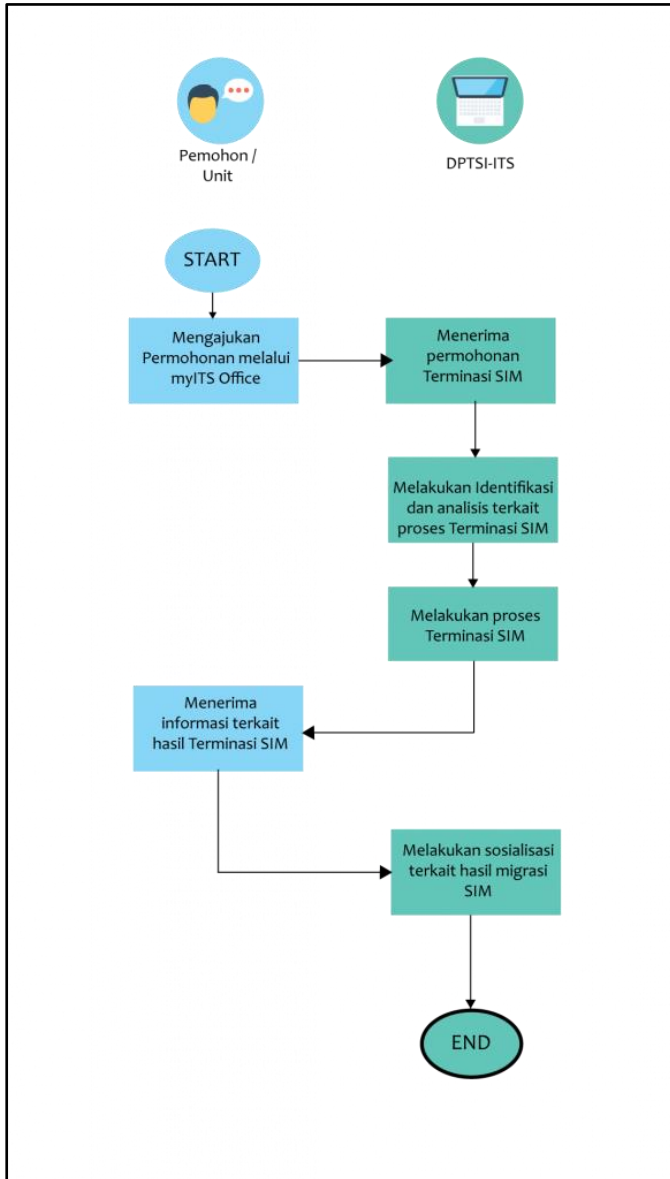 Pemohon /
Unit
DPTSI-ITS
START
Mengajukan
Permohonan melalui
myITS Office
Menerima
permohonan
Terminasi SIM
Melakukan Identifikasi
dan analisis terkait
proses Terminasi SIM
Melakukan proses
Terminasi SIM
Menerima
informasi terkait
hasil Terminasi SIM
Melakukan sosialisasi
terkait hasil migrasi
SIM
END